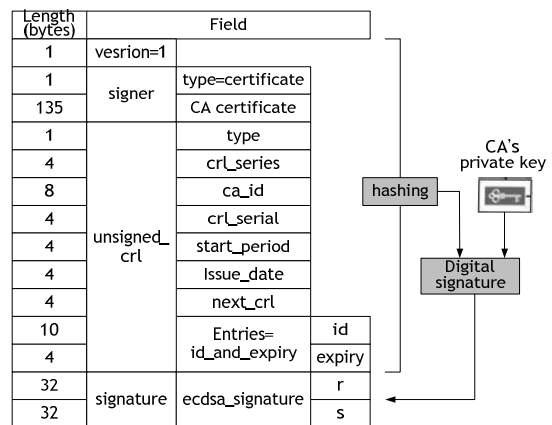 Length
(bytes)
Field
1
vesrion=1
1
signer
type=certificate
135
CA certificate
1
unsigned_
crl
type
4
crl_series
8
ca_id
4
crl_serial
4
start_period
4
Issue_date
4
next_crl
10
Entries=
id_and_expiry
id
4
expiry
32
signature
ecdsa_signature
r
32
s
hashing
CA's
private key
Digital
signature